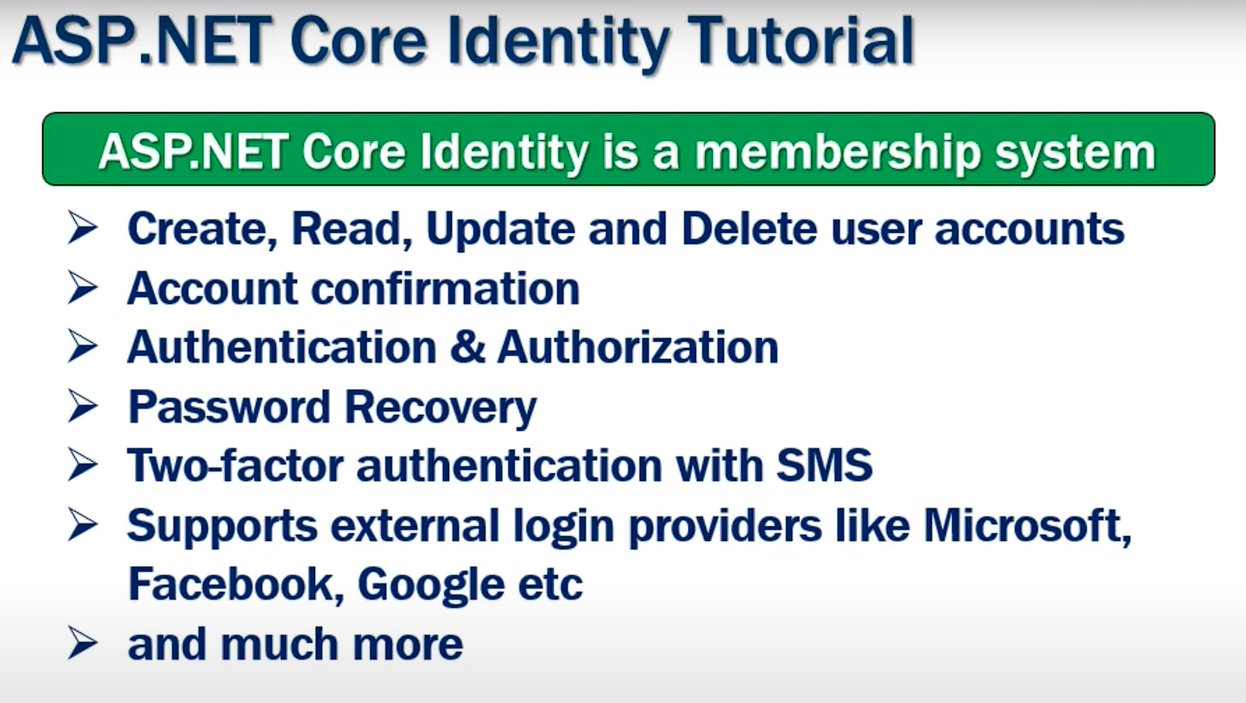 ASP.NET Core Identity Tutorial
ASP.NET Core Identity is a membership system
Create, Read, Update and Delete user accounts
Account confirmation
Authentication & Authorization
Password Recovery
Two-factor authentication with SMS
Supports external login providers like Microsoft,
Facebook, Google etc
and much more